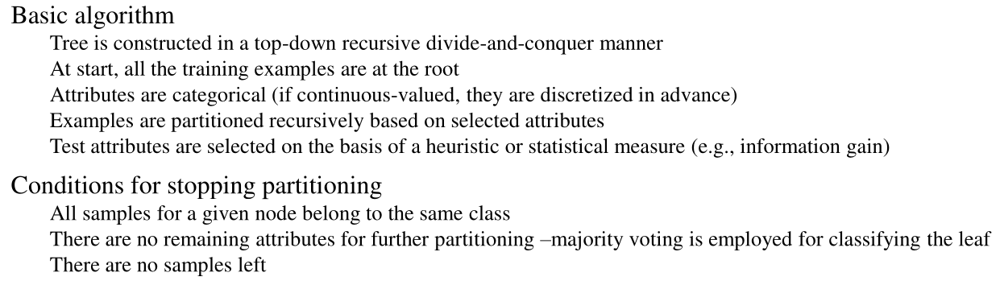 Basic algorithm
Tree is constructed in a top-down recursive divide-and-conquer manner
At start, all the training examples are at the root
Attributes are categorical (if continuous-valued, they are discretized in advance)
Examples are partitioned recursively based on selected attributes
Test attributes are selected on the basis of a heuristic or statistical measure (e.g., information gain)
Conditions for stopping partitioning
All samples for a given node belong to the same class
There are no remaining attributes for further partitioning –majority voting is employed for classifying the leaf
There are no samples left